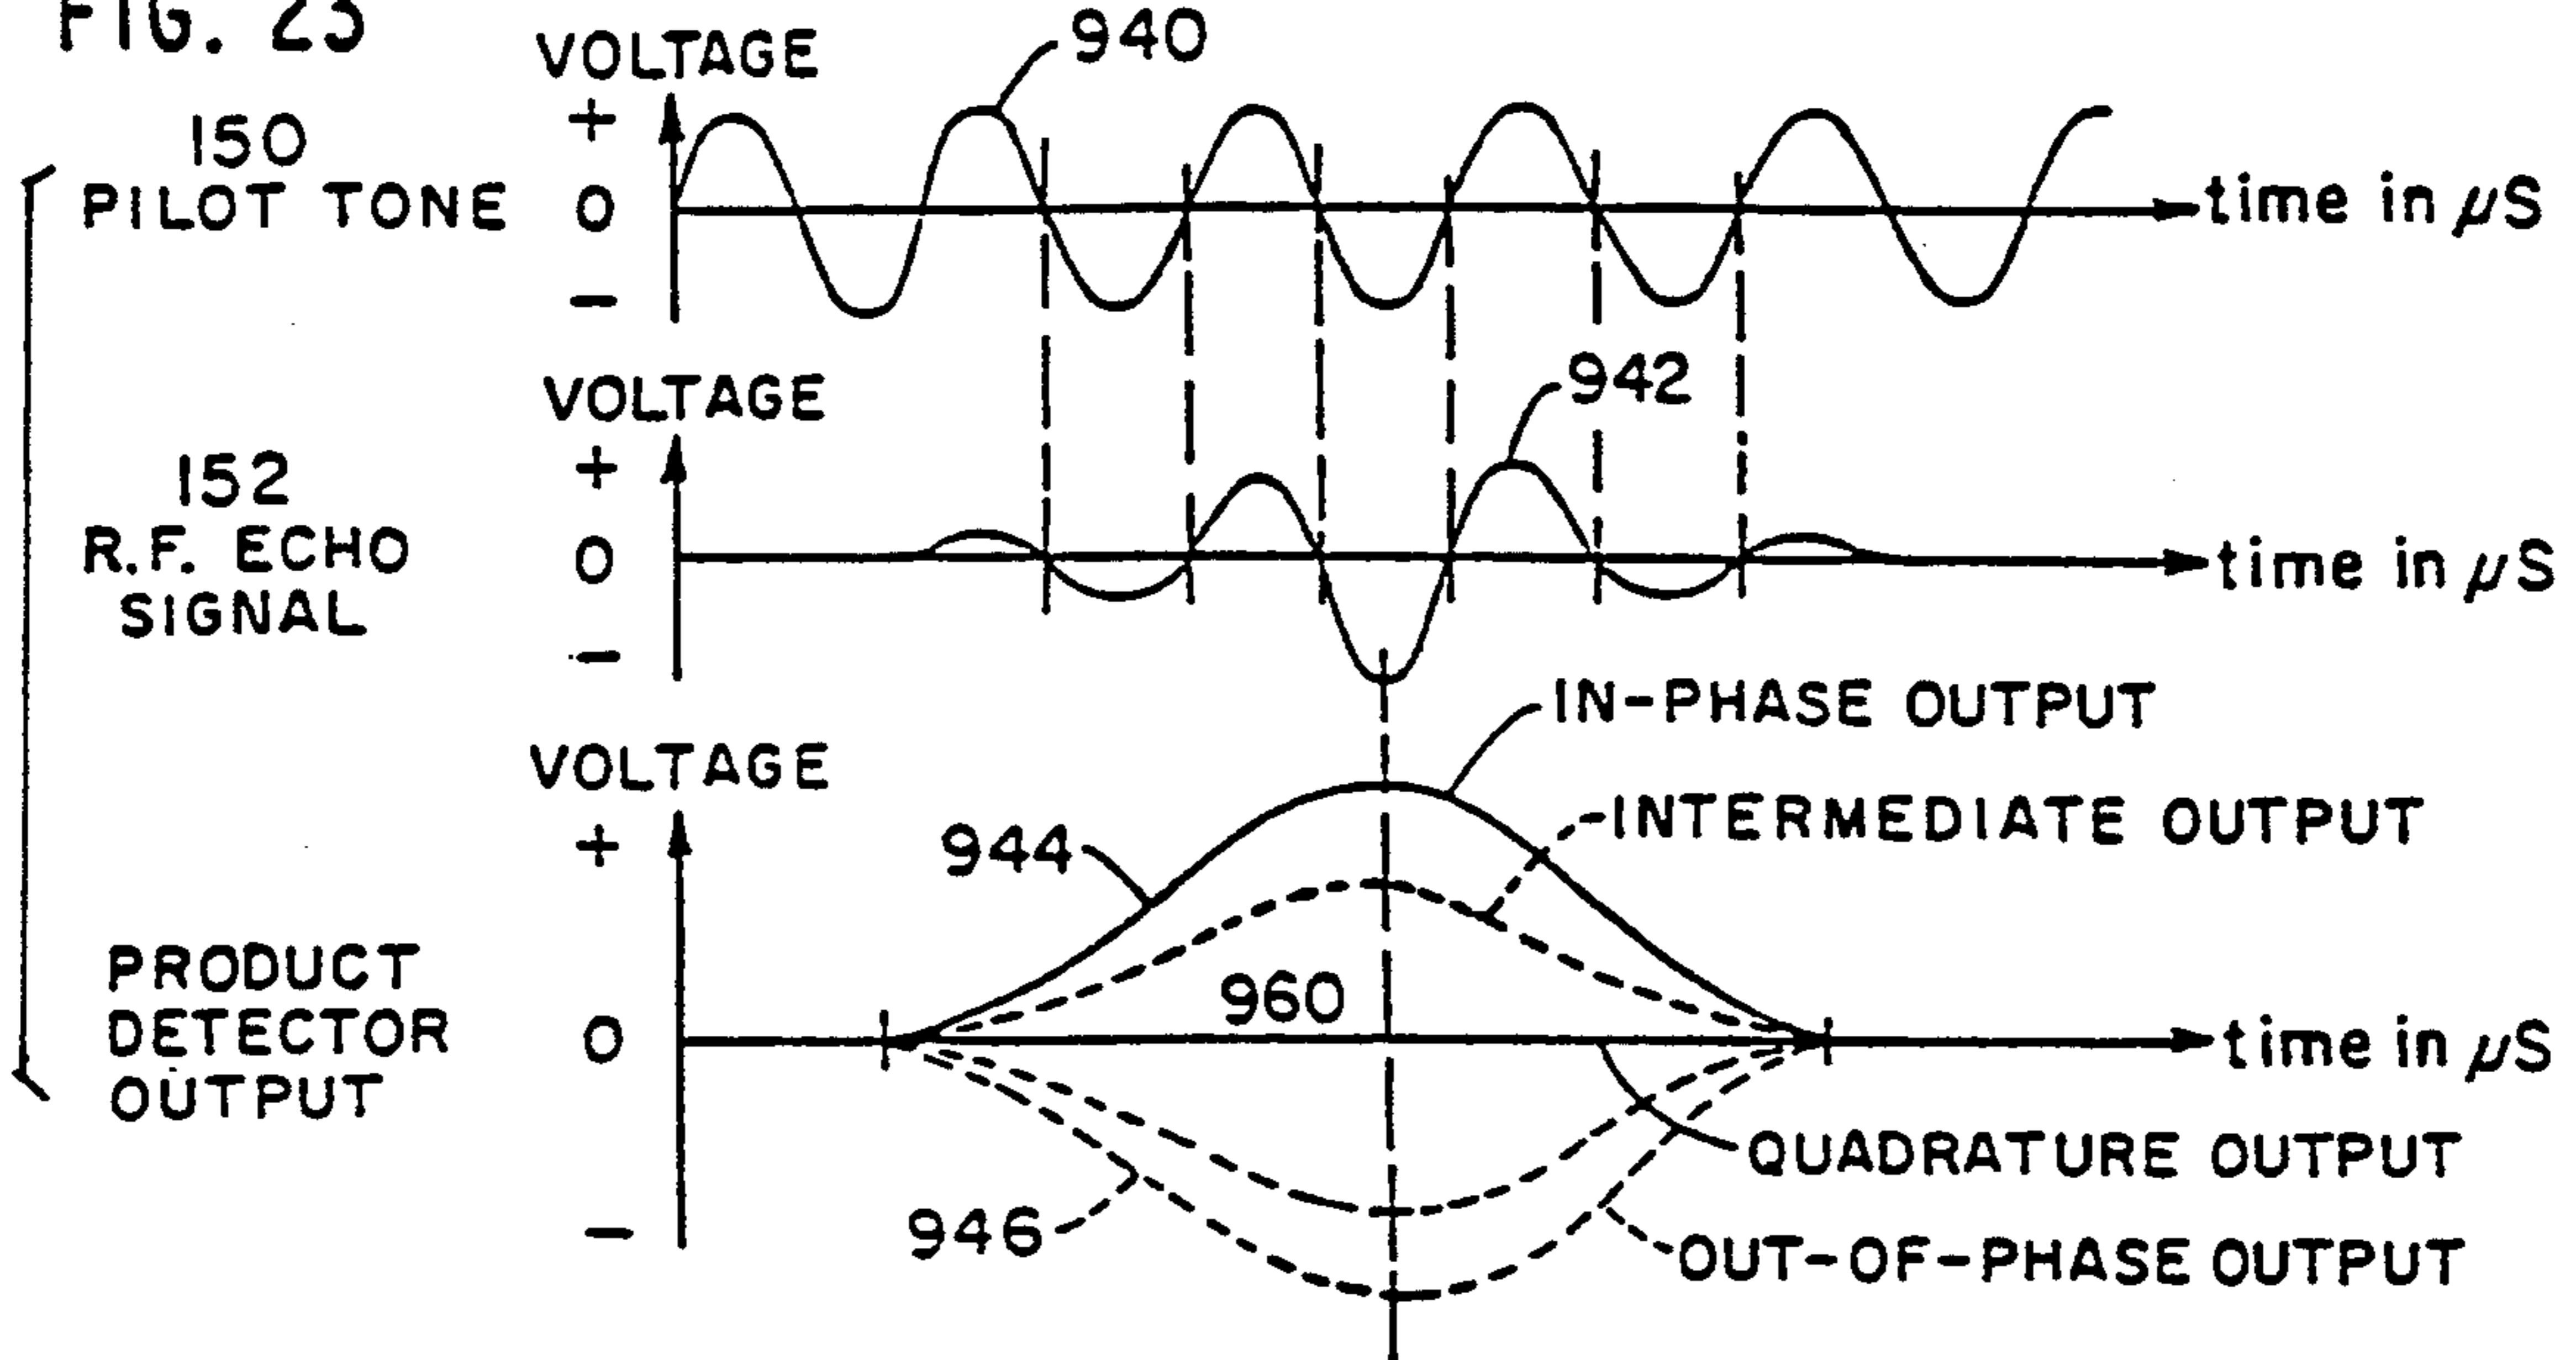 FIG. 23
VOLTAGE
940
150
PILOT TONE
+
0
−
time in µS
VOLTAGE
942
152
R.F. ECHO
SIGNAL
+
0
−
time in µS
IN-PHASE OUTPUT
VOLTAGE
INTERMEDIATE OUTPUT
+
944
960
PRODUCT
DETECTOR
OUTPUT
0
time in µS
QUADRATURE OUTPUT
−
946
OUT-OF-PHASE OUTPUT